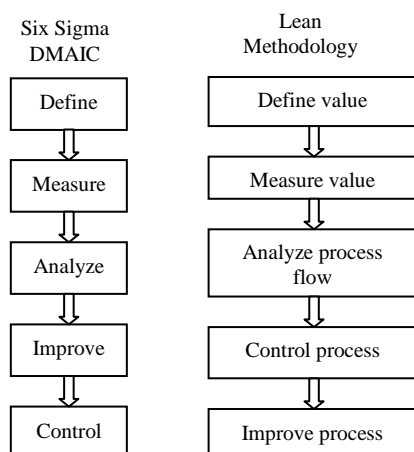 Six Sigma
DMAIC
Define
Measure
Analyze
Improve
Control
Lean
Methodology
Define value
Measure value
Analyze process
flow
Control process
Improve process